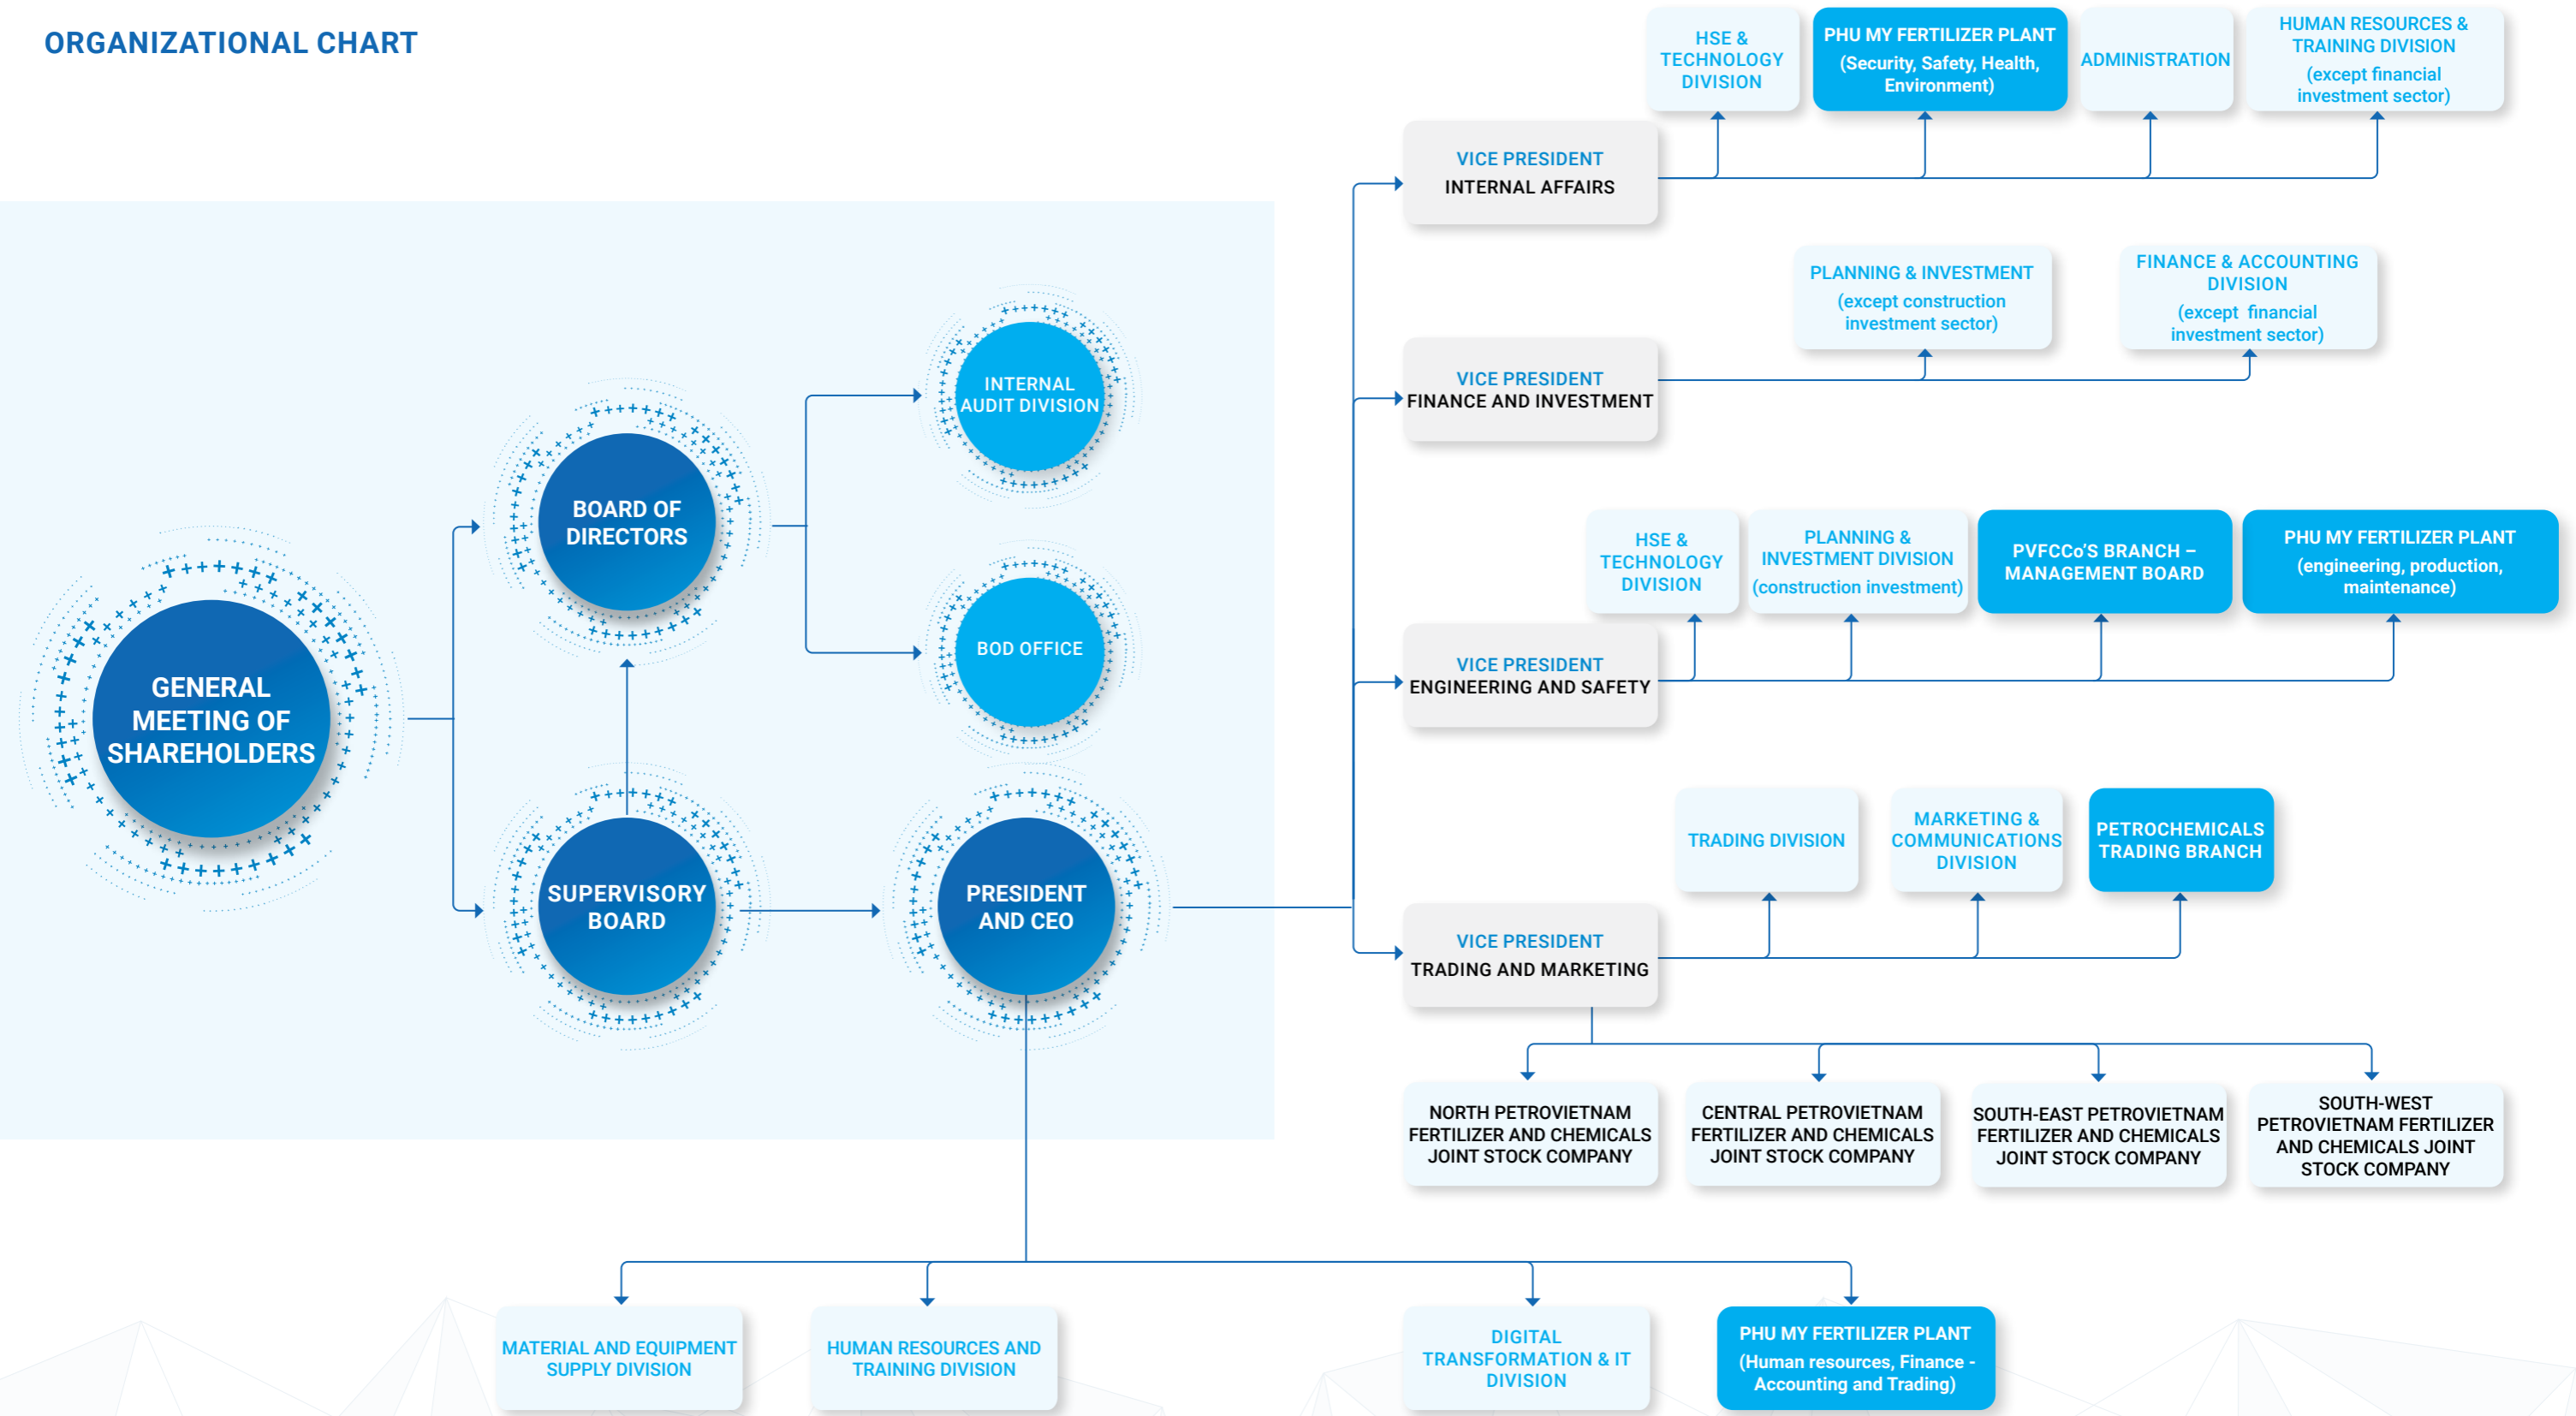 ORGANIZATIONAL CHART
HSE &
TECHNOLOGY
DIVISION
PHU MY FERTILIZER PLANT
(Security, Safety, Health,
Environment)
ADMINISTRATION
HUMAN RESOURCES &
TRAINING DIVISION
(except financial
investment sector)
VICE PRESIDENT
INTERNAL AFFAIRS
PLANNING & INVESTMENT
(except construction
investment sector)
FINANCE & ACCOUNTING
DIVISION
(except financial
investment sector)
VICE PRESIDENT
FINANCE AND INVESTMENT
INTERNAL
AUDIT DIVISION
BOARD OF
DIRECTORS
BOD OFFICE
HSE &
TECHNOLOGY
DIVISION
PLANNING &
INVESTMENT DIVISION
(construction investment)
PVFCCo'S BRANCH –
MANAGEMENT BOARD
PHU MY FERTILIZER PLANT
(engineering, production,
maintenance)
VICE PRESIDENT
ENGINEERING AND SAFETY
GENERAL
MEETING OF
SHAREHOLDERS
TRADING DIVISION
MARKETING &
COMMUNICATIONS
DIVISION
PETROCHEMICALS
TRADING BRANCH
SUPERVISORY
BOARD
PRESIDENT
AND CEO
VICE PRESIDENT
TRADING AND MARKETING
NORTH PETROVIETNAM
FERTILIZER AND CHEMICALS
JOINT STOCK COMPANY
CENTRAL PETROVIETNAM
FERTILIZER AND CHEMICALS
JOINT STOCK COMPANY
SOUTH-EAST PETROVIETNAM
FERTILIZER AND CHEMICALS
JOINT STOCK COMPANY
SOUTH-WEST
PETROVIETNAM FERTILIZER
AND CHEMICALS JOINT
STOCK COMPANY
MATERIAL AND EQUIPMENT
SUPPLY DIVISION
HUMAN RESOURCES AND
TRAINING DIVISION
DIGITAL
TRANSFORMATION & IT
DIVISION
PHU MY FERTILIZER PLANT
(Human resources, Finance -
Accounting and Trading)